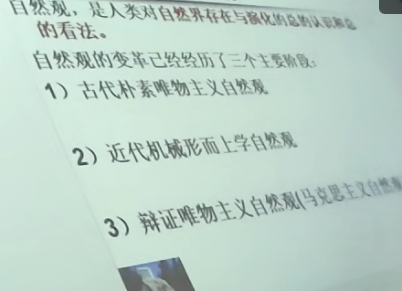 自然观，是人类对自然界存在与演化的总的认识和总
的看法。
自然观的变革已经经历了三个主要阶段：
1）古代朴素唯物主义自然观
2）近代机械形而上学自然观
3）辩证唯物主义自然观(马克思主义自然观